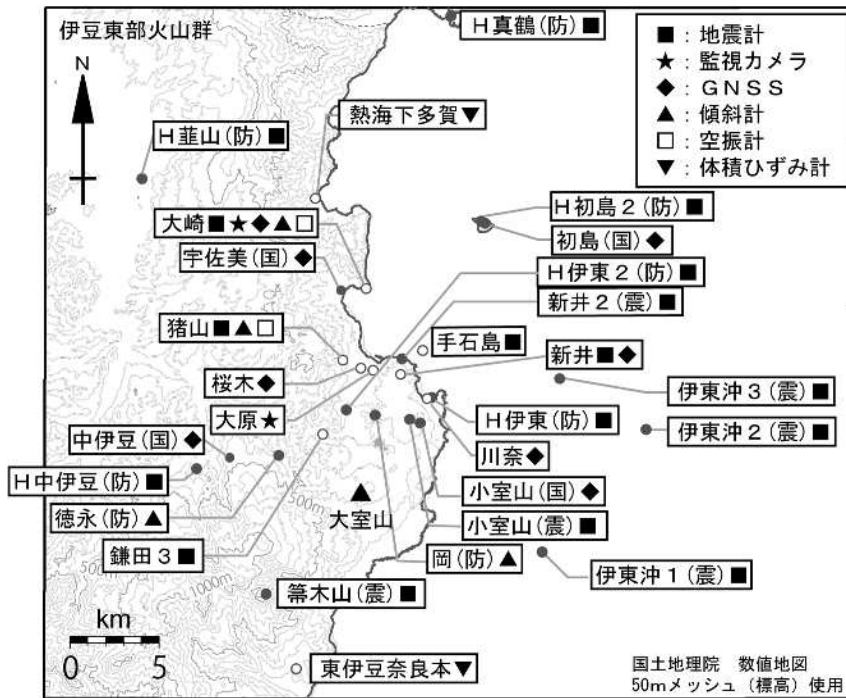 伊豆東部火山群
H真鶴(防)■
■：地震計
★：監視カメラ
◆：GNSS
▲：傾斜計
□：空振計
▼：体積ひずみ計
N
熱海下多賀▼
H韮山(防)■
大崎■★◆▲□
宇佐美(国)◆
H初島2(防)■
初島(国)◆
H伊東2(防)■
新井2(震)■
猪山■▲□
手石島■
新井■◆
桜木◆
大原★
伊東沖3(震)■
伊東沖2(震)■
中伊豆(国)◆
H伊東(防)■
川奈◆
H中伊豆(防)■
500m
小室山(国)◆
徳永(防)▲
大室山
小室山(震)■
鎌田3■
岡(防)▲
伊東沖1(震)■
500m
1000m
箒木山(震)■
km
0 5
東伊豆奈良本▼
国土地理院 数値地図
50mメッシュ(標高)使用